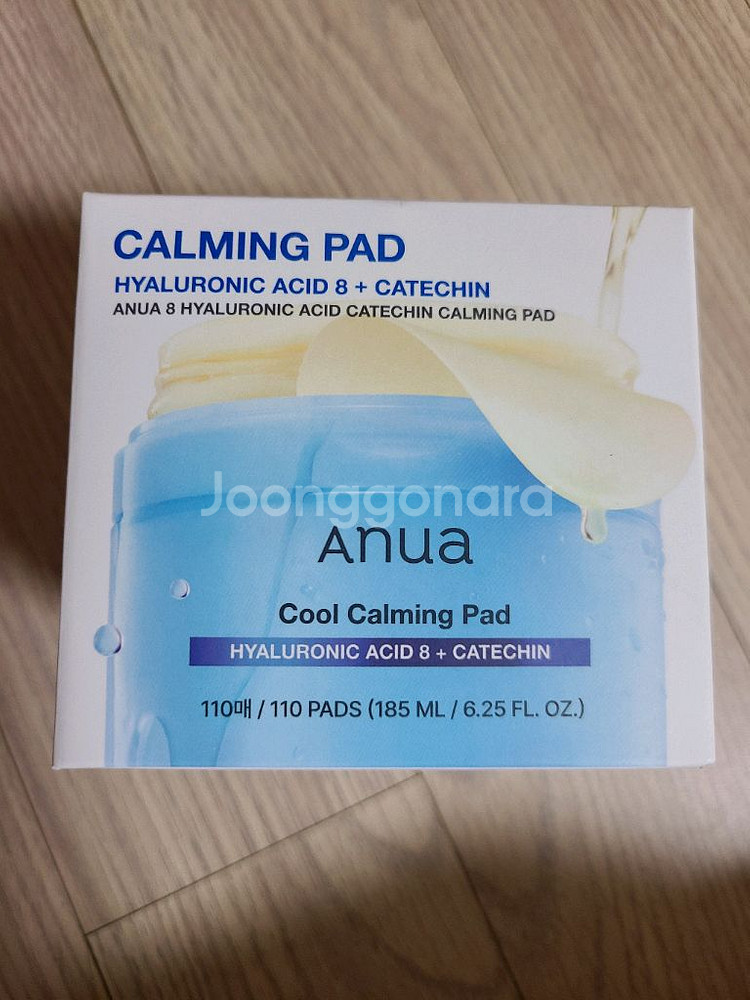 CALMING PAD
HYALURONIC ACID 8 + CATECHIN
ANUA 8 HYALURONIC ACID CATECHIN CALMING PAD
Joonggonara
Anua
Cool Calming Pad
HYALURONIC ACID 8 + CATECHIN
110매 / 110 PADS (185 ML / 6.25 FL. OZ.)